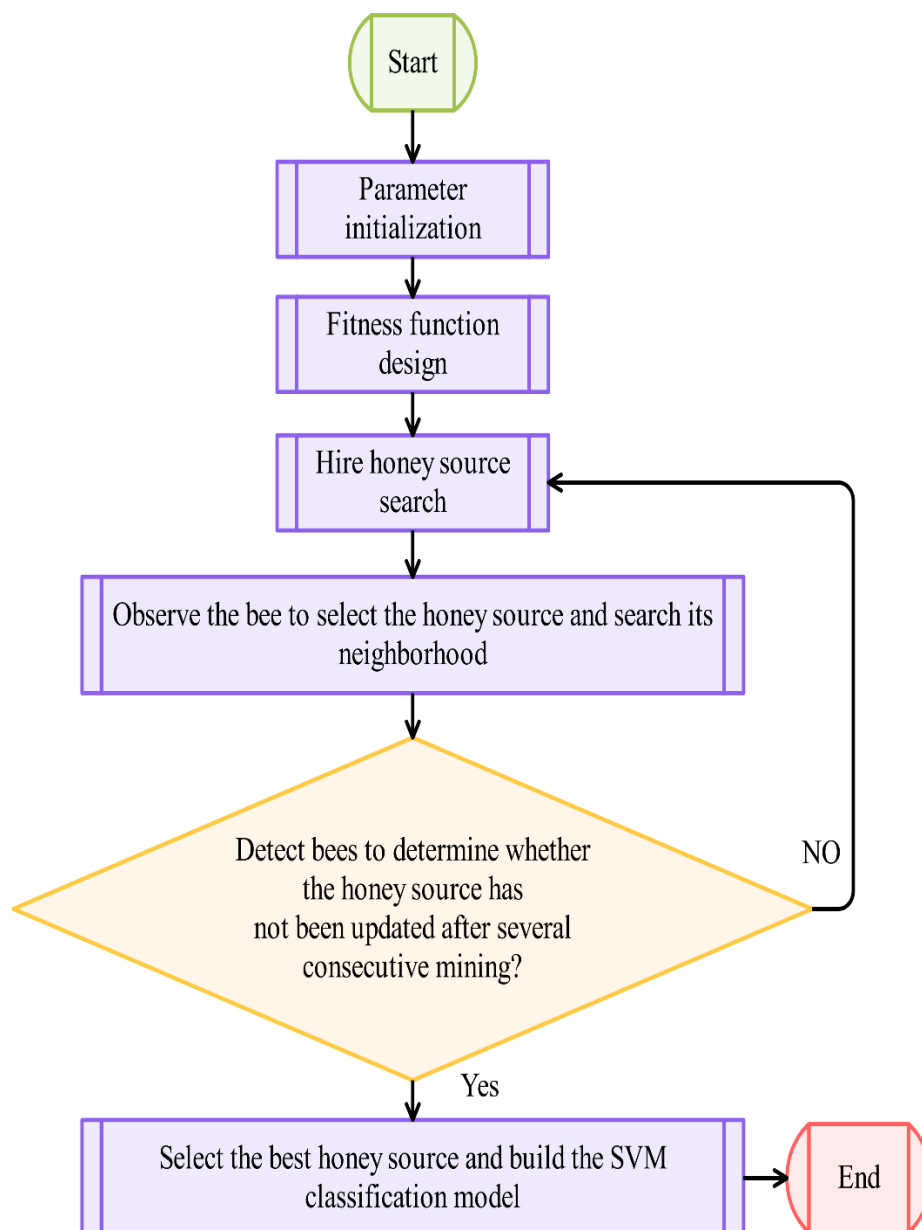 Start
Parameter
initialization
Fitness function
design
Hire honey source
search
Observe the bee to select the honey source and search its
neighborhood
Detect bees to determine whether
the honey source has
not been updated after several
consecutive mining?
NO
Yes
Select the best honey source and build the SVM
classification model
End